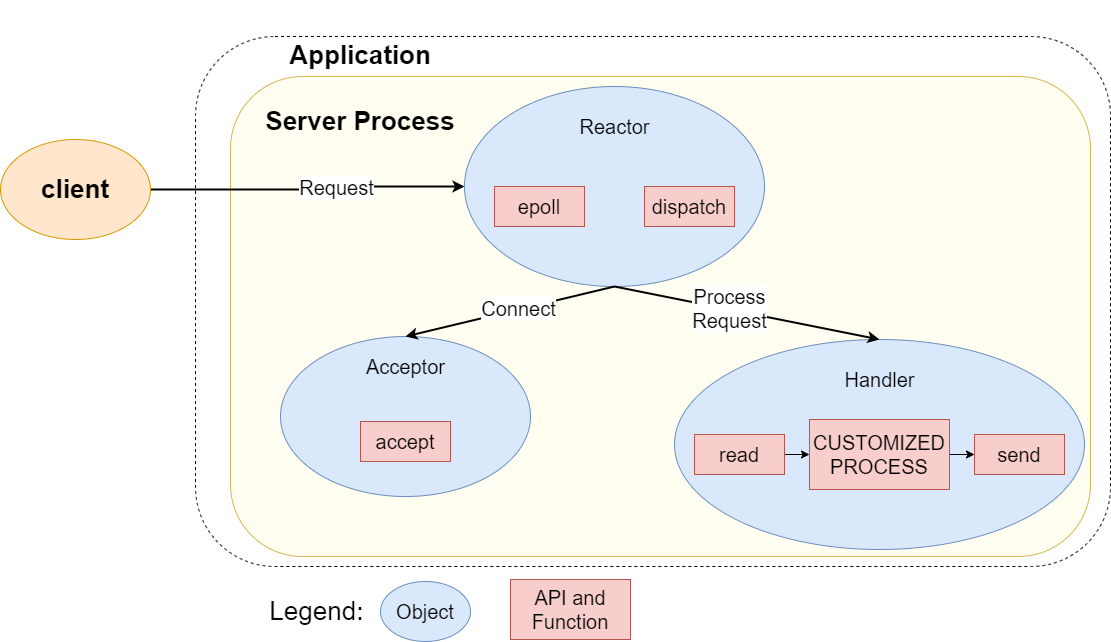 Application
Server Process
Reactor
client
Request
epoll
dispatch
Connect
Process
Request
Acceptor
accept
Handler
read
CUSTOMIZED
PROCESS
send
Legend:
Object
API and
Function